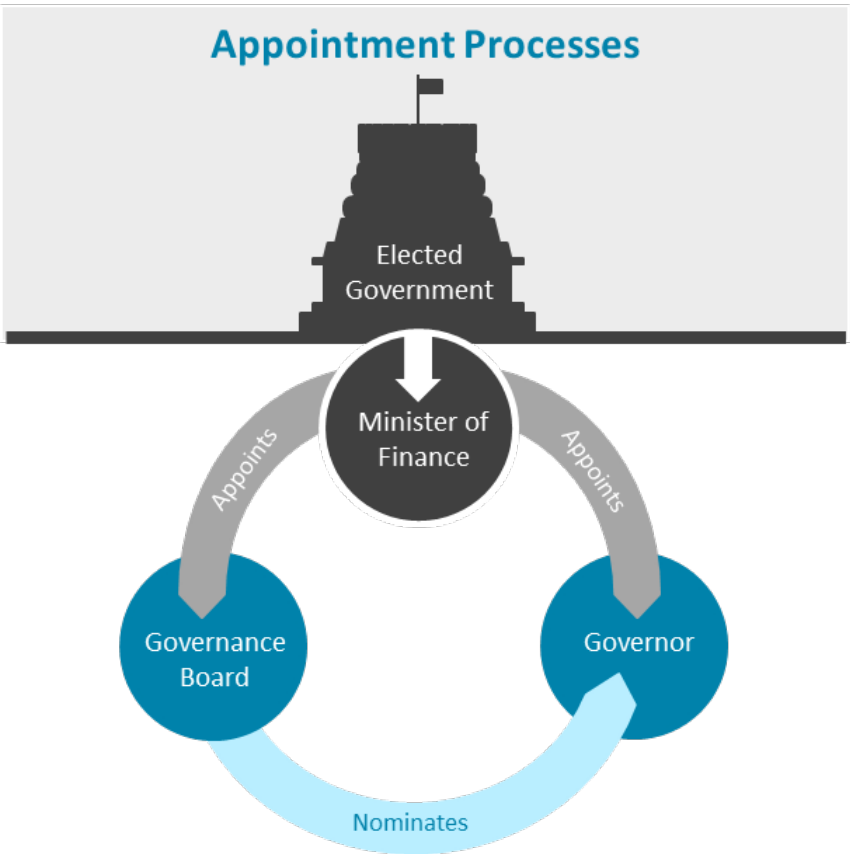 Appointment Processes
Elected
Government
Minister of
Finance
Appoints
Appoints
Governance
Board
Governor
Nominates